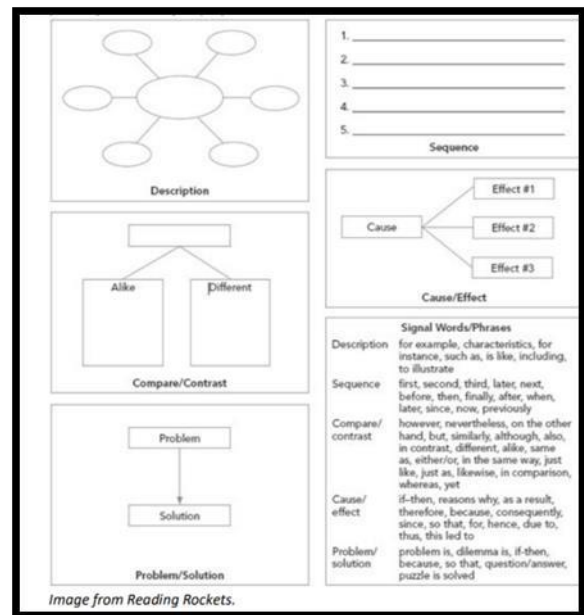 Description
1.
2.
3.
4.
5.
Sequence
Cause
Effect #1
Effect #2
Effect #3
Cause/Effect
Alike
Different
Compare/Contrast
Problem
Solution
Problem/Solution
Signal Words/Phrases
Description for example, characteristics, for
instance, such as, is like, including,
to illustrate
Sequence first, second, third, later, next,
before, then, finally, after, when,
later, since, now, previously
Compare/ however, nevertheless, on the other
contrast hand, but, similarly, although, also,
in contrast, different, alike, same
as, either/or, in the same way, just
like, just as, likewise, in comparison,
whereas, yet
Cause/ if–then, reasons why, as a result,
effect therefore, because, consequently,
since, so that, for, hence, due to,
thus, this led to
Problem/ problem is, dilemma is, if-then,
solution because, so that, question/answer,
puzzle is solved
Image from Reading Rockets.